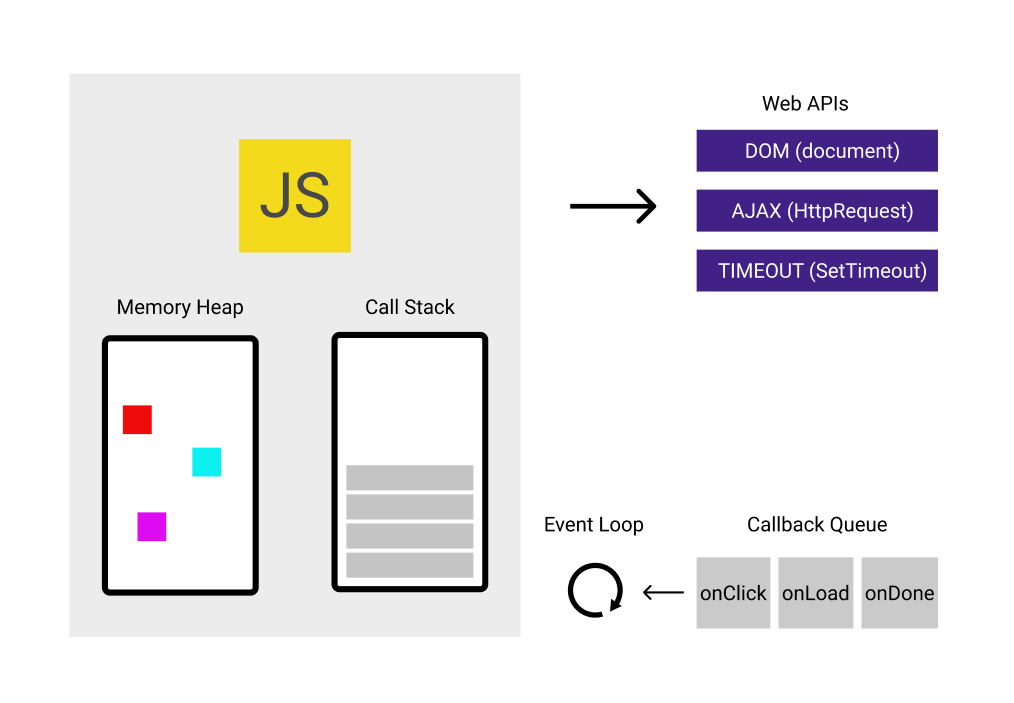 JS
Memory Heap
Call Stack
Web APIs
DOM (document)
AJAX (HttpRequest)
TIMEOUT (SetTimeout)
Event Loop
Callback Queue
onClick
onLoad
onDone